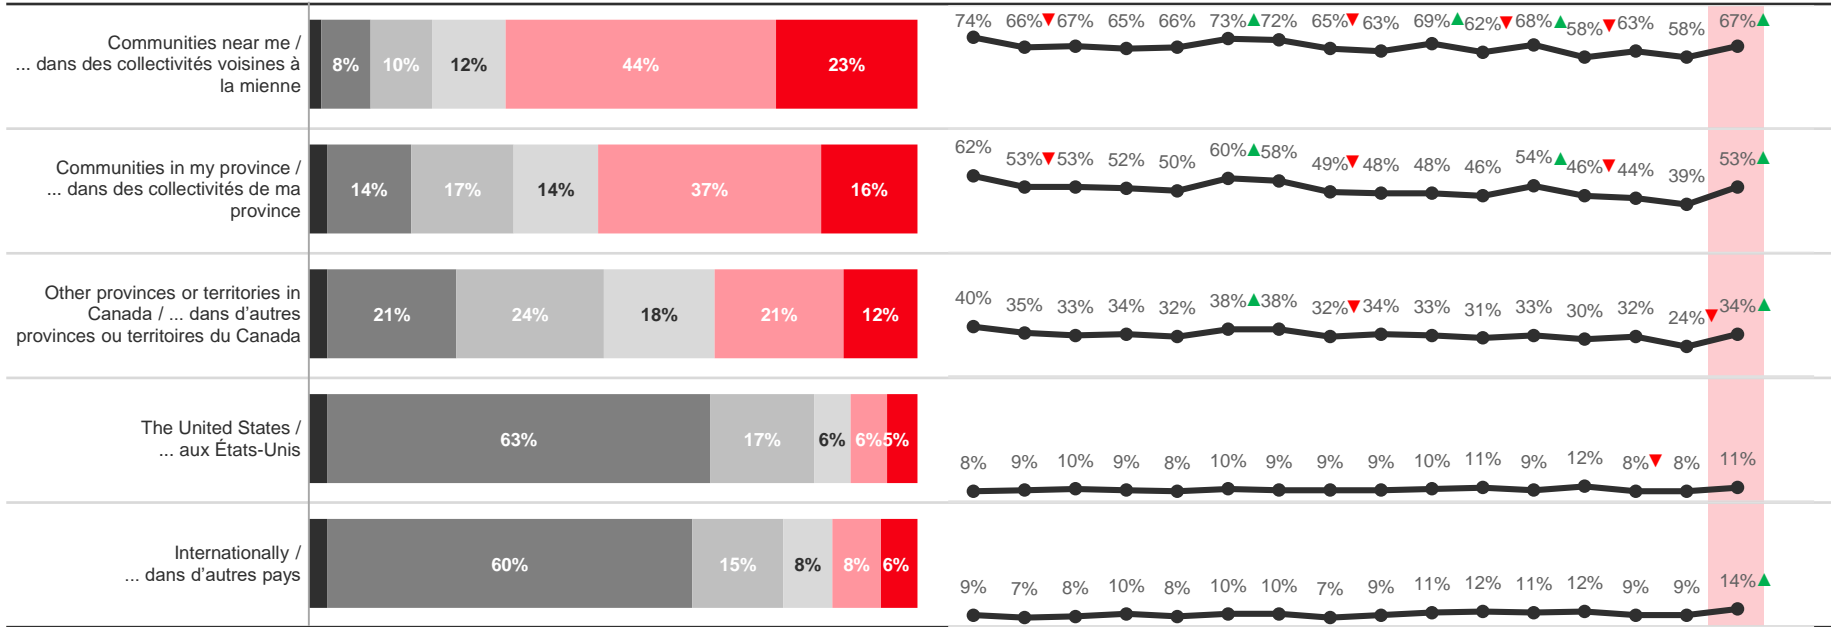 Communities near me /
... dans des collectivités voisines à
la mienne
8% 10% 12% 44% 23%
74% 66%▼ 67% 65% 66% 73%▲ 72% 65%▼ 63% 69%▲ 62%▼ 68%▲ 58%▼ 63% 58% 67%▲
Communities in my province /
... dans des collectivités de ma
province
14% 17% 14% 37% 16%
62% 53%▼ 53% 52% 50% 60%▲ 58% 49%▼ 48% 48% 46% 54%▲ 46%▼ 44% 39% 53%▲
Other provinces or territories in
Canada / ... dans d'autres
provinces ou territoires du Canada
21% 24% 18% 21% 12%
40% 35% 33% 34% 32% 38%▲ 38% 32%▼ 34% 33% 31% 33% 30% 32% 24%▼ 34%▲
The United States /
... aux États-Unis
63% 17% 6% 6% 5%
8% 9% 10% 9% 8% 10% 9% 9% 9% 10% 11% 9% 12% 8%▼ 8% 11%
Internationally /
... dans d'autres pays
60% 15% 8% 8% 6%
9% 7% 8% 10% 8% 10% 10% 7% 9% 11% 12% 11% 12% 9% 9% 14%▲